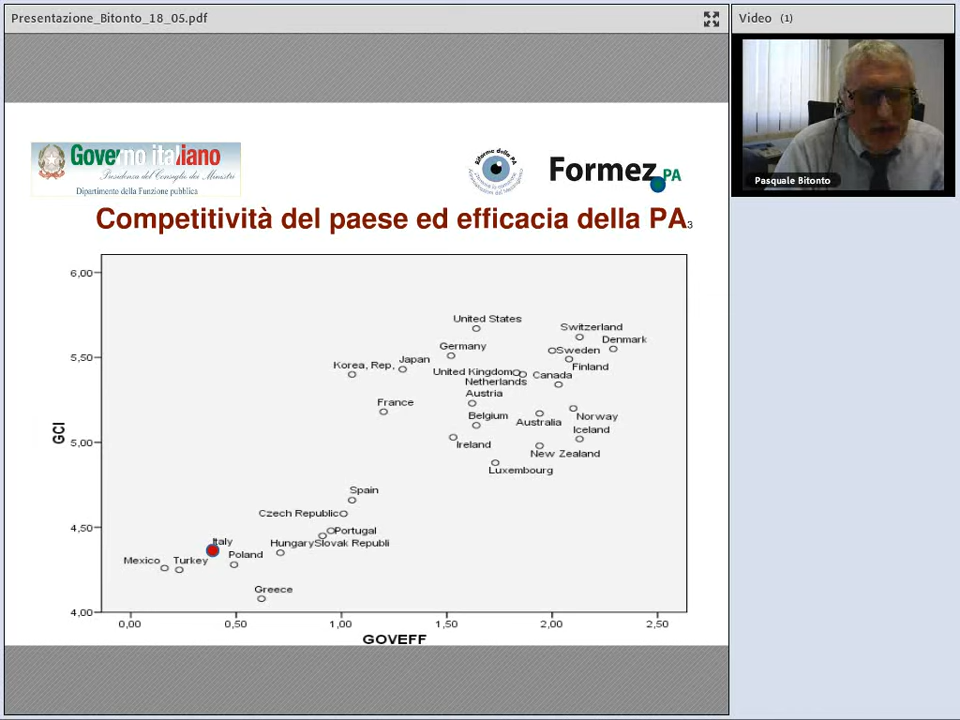 Presentazione_Bitonto_18_05.pdf
Video (1)
Pasquale Bitonto
Governo italiano
Presidenza del Consiglio dei Ministri
Dipartimento della Funzione pubblica
Riforme della PA
Formez PA
Competitività del paese ed efficacia della PA3
6,00
5,50
5,00
4,50
4,00
GCI
United States
Switzerland
Denmark
Germany
Sweden
Japan
Korea, Rep,
Finland
United Kingdom
Canada
Netherlands
Austria
France
Belgium
Norway
Australia
Iceland
Ireland
New Zealand
Luxembourg
Spain
Czech Republic
Portugal
Italy
Hungary
Slovak Republi
Poland
Mexico
Turkey
Greece
0,00
0,50
1,00
1,50
2,00
2,50
GOVEFF